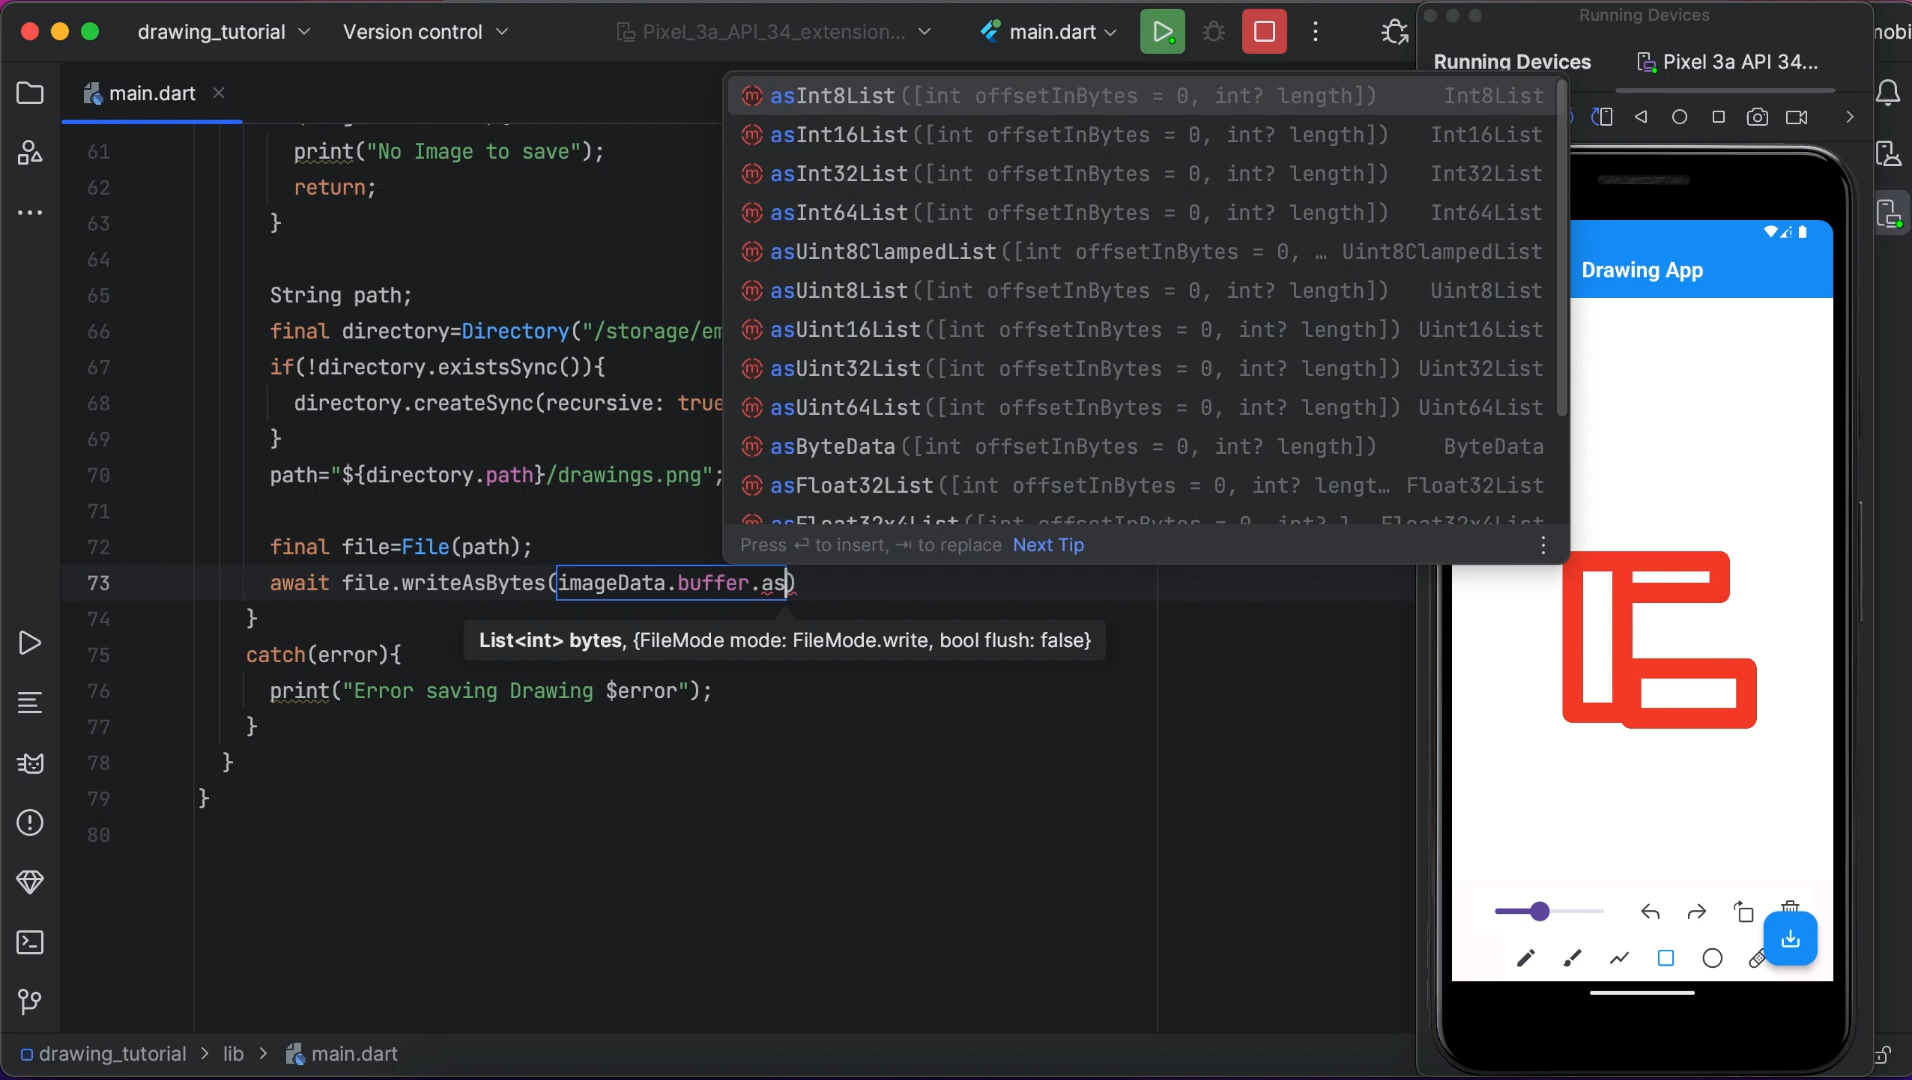 drawing_tutorial
Version control
Pixel_3a_API_34_extension...
main.dart
Running Devices
Running Devices
Pixel 3a API 34...
main.dart
61 print("No Image to save");
62 return;
63 }
64
65 String path;
66 final directory=Directory("/storage/em
67 if(!directory.existsSync()){
68 directory.createSync(recursive: true
69 }
70 path="${directory.path}/drawings.png";
71
72 final file=File(path);
73 await file.writeAsBytes(imageData.buffer.as)
74 }
75 catch(error){
76 print("Error saving Drawing $error");
77 }
78 }
79 }
80
asInt8List([int offsetInBytes = 0, int? length]) Int8List
asInt16List([int offsetInBytes = 0, int? length]) Int16List
asInt32List([int offsetInBytes = 0, int? length]) Int32List
asInt64List([int offsetInBytes = 0, int? length]) Int64List
asUint8ClampedList([int offsetInBytes = 0, … Uint8ClampedList
asUint8List([int offsetInBytes = 0, int? length]) Uint8List
asUint16List([int offsetInBytes = 0, int? length]) Uint16List
asUint32List([int offsetInBytes = 0, int? length]) Uint32List
asUint64List([int offsetInBytes = 0, int? length]) Uint64List
asByteData([int offsetInBytes = 0, int? length]) ByteData
asFloat32List([int offsetInBytes = 0, int? lengt… Float32List
asFloat32x4List([int offsetInBytes = 0, int? l… Float32x4List
Press ⏎ to insert, ⇥ to replace Next Tip
List<int> bytes, {FileMode mode: FileMode.write, bool flush: false}
Drawing App
drawing_tutorial > lib > main.dart